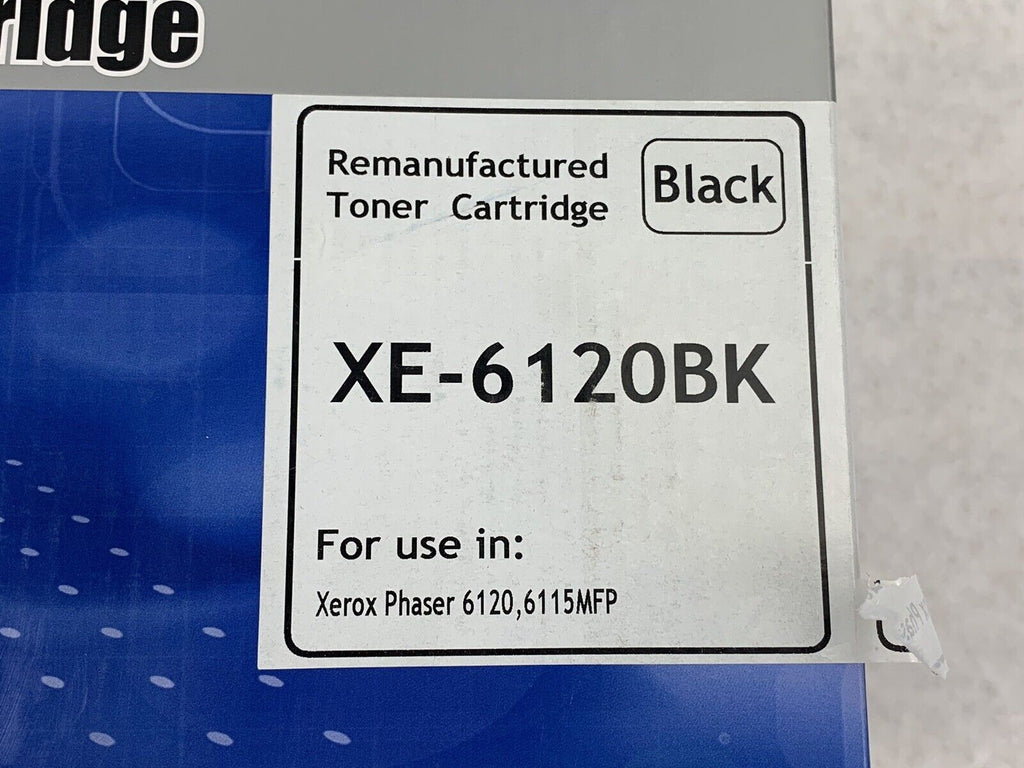 ridge
Remanufactured
Toner Cartridge
Black
XE-6120BK
For use in:
Xerox Phaser 6120,6115MFP